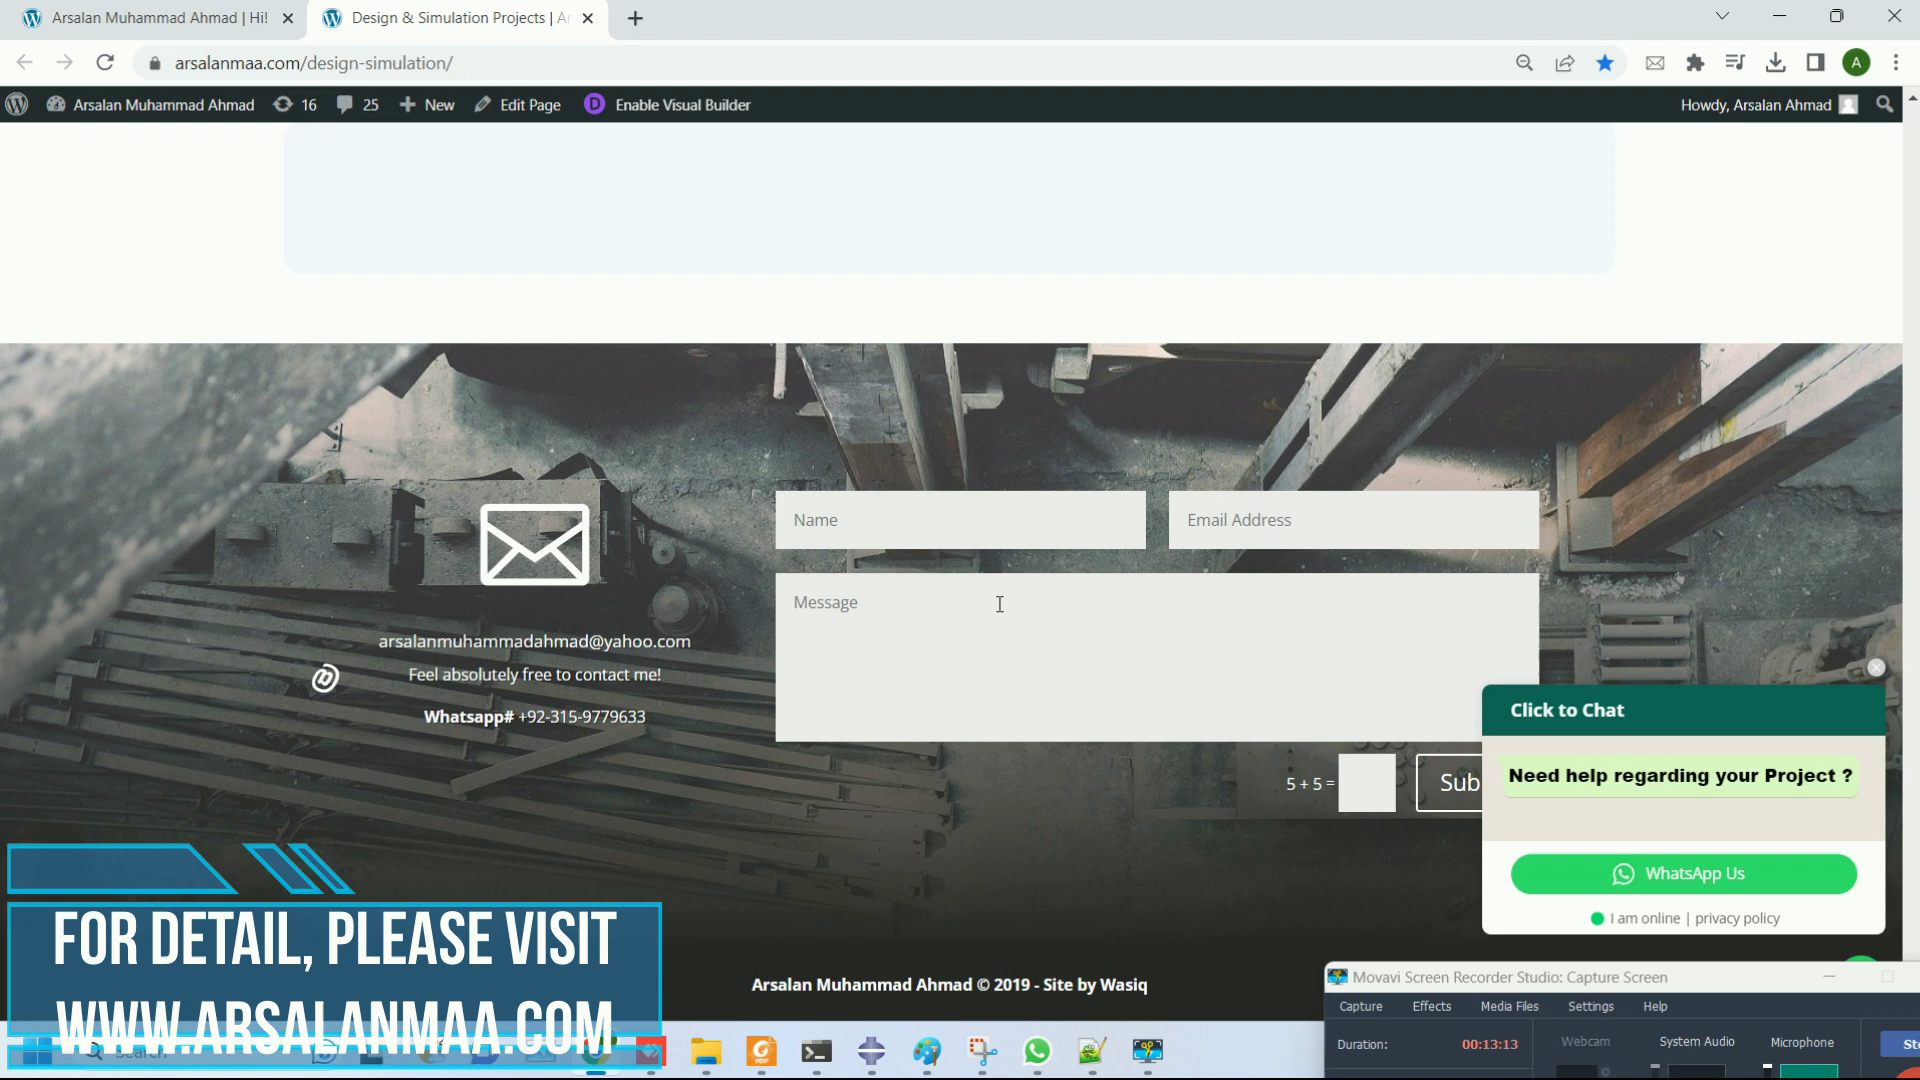 Arsalan Muhammad Ahmad | Hi!
Design & Simulation Projects | Ar
arsalanmaa.com/design-simulation/
A
Arsalan Muhammad Ahmad 16 25 New Edit Page D Enable Visual Builder Howdy, Arsalan Ahmad
Name
Email Address
Message
arsalanmuhammadahmad@yahoo.com
@
Feel absolutely free to contact me!
Whatsapp# +92-315-9779633
5 + 5 =
Sub
Click to Chat
Need help regarding your Project ?
WhatsApp Us
I am online | privacy policy
FOR DETAIL, PLEASE VISIT
WWW.ARSALANMAA.COM
Arsalan Muhammad Ahmad © 2019 - Site by Wasiq
Movavi Screen Recorder Studio: Capture Screen
Capture Effects Media Files Settings Help
Duration: 00:13:13 Webcam System Audio Microphone
Search